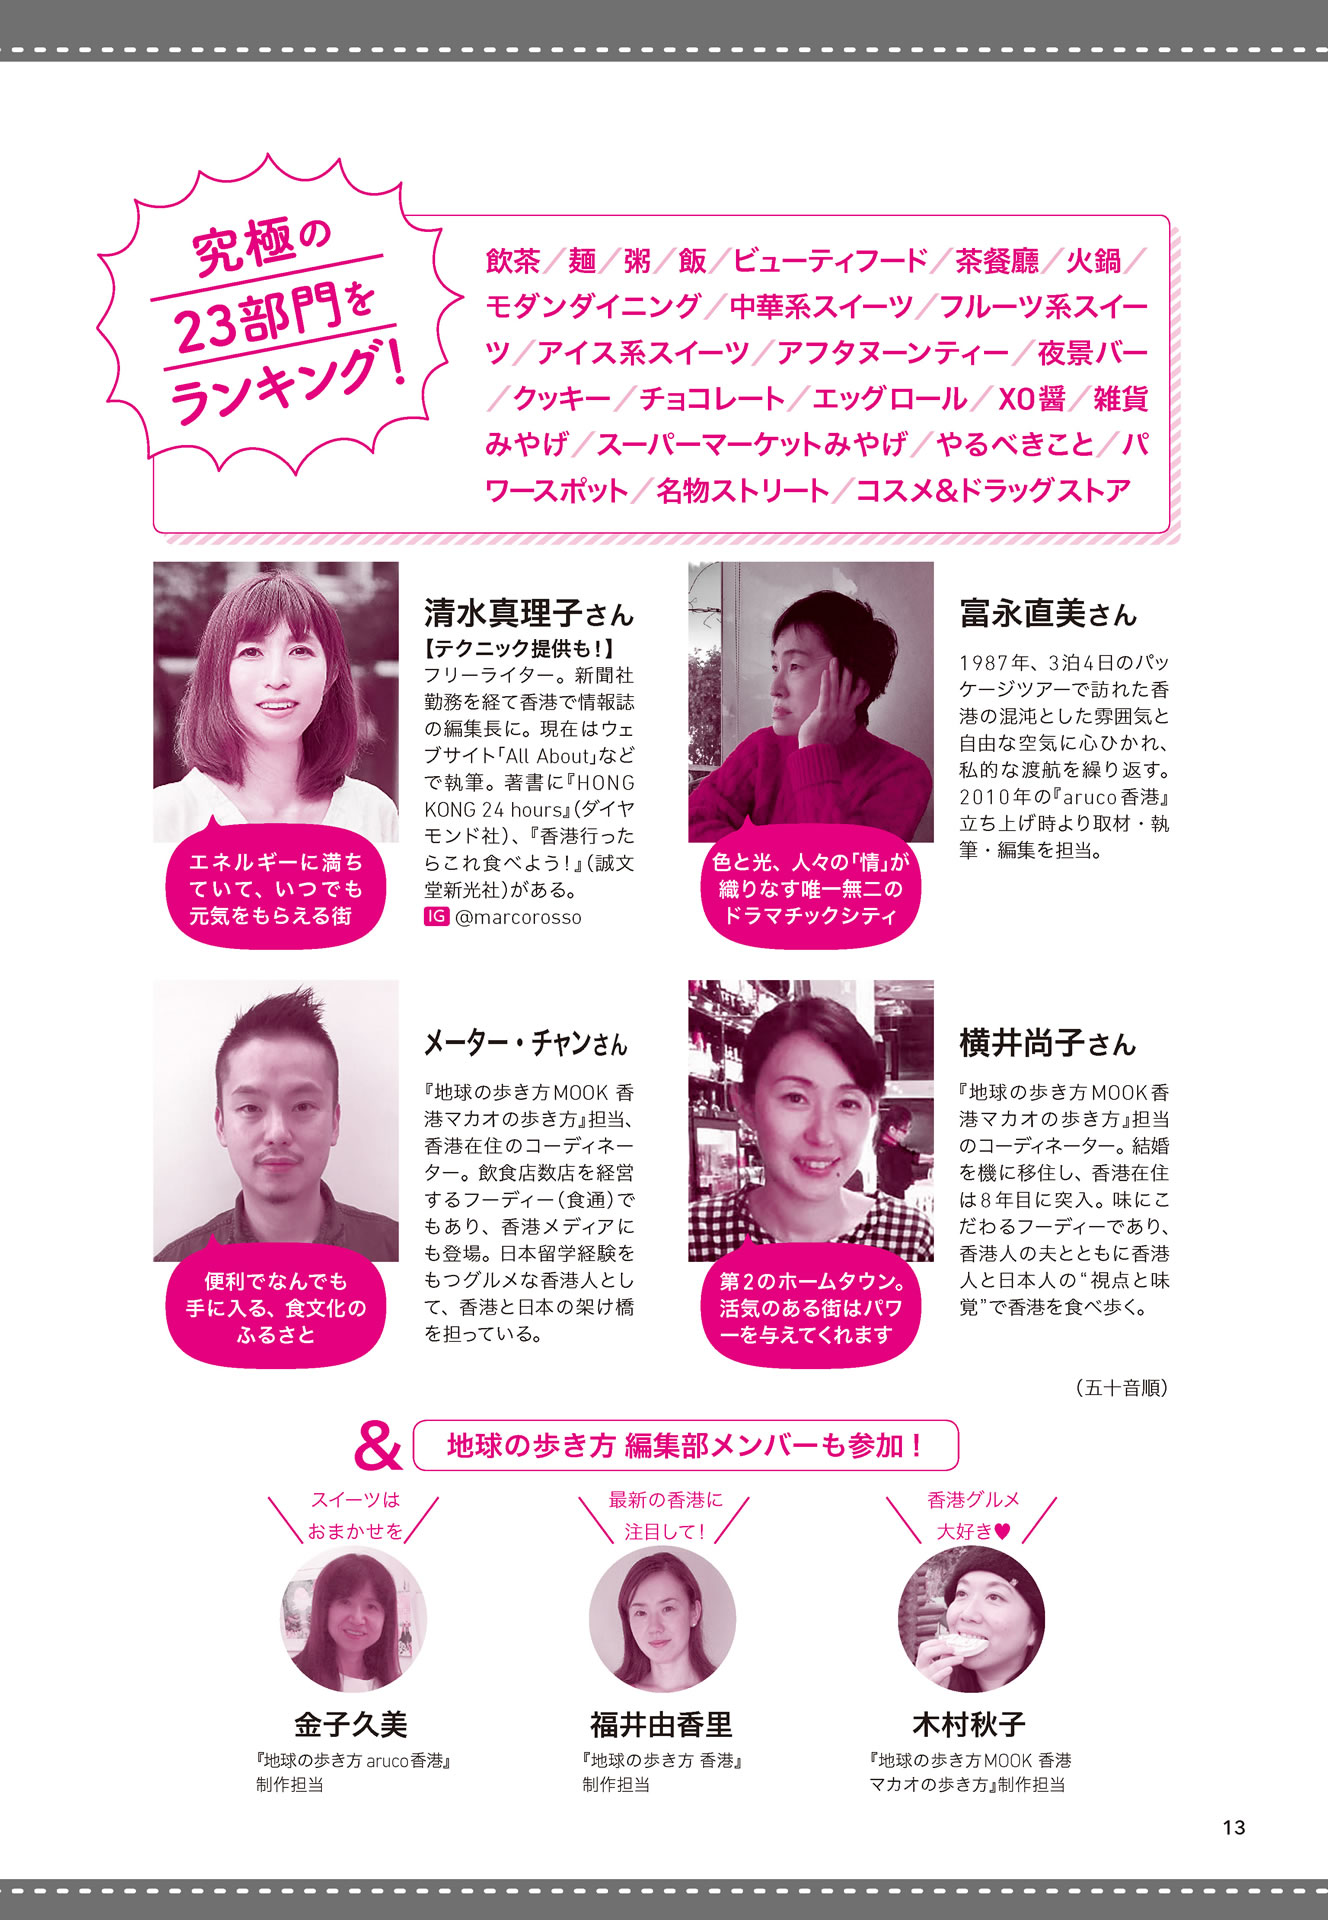 究極の
23部門を
ランキング!
飲茶／麺／粥／飯／ビューティフード／茶餐廳／火鍋／
モダンダイニング／中華系スイーツ／フルーツ系スイー
ツ／アイス系スイーツ／アフタヌーンティー／夜景バー
／クッキー／チョコレート／エッグロール／XO醤／雑貨
みやげ／スーパーマーケットみやげ／やるべきこと／パ
ワースポット／名物ストリート／コスメ&ドラッグストア
清水真理子さん
【テクニック提供も!】
フリーライター。新聞社
勤務を経て香港で情報誌
の編集長に。現在はウェ
ブサイト「All About」など
で執筆。著書に『HONG
KONG 24 hours』(ダイヤ
モンド社)、『香港行った
らこれ食べよう!』(誠文
堂新光社)がある。
IG @marcorosso
エネルギーに満ち
ていて、いつでも
元気をもらえる街
富永直美さん
1987年、3泊4日のパッ
ケージツアーで訪れた香
港の混沌とした雰囲気と
自由な空気に心ひかれ、
私的な渡航を繰り返す。
2010年の『aruco香港』
立ち上げ時より取材・執
筆・編集を担当。
色と光、人々の「情」が
織りなす唯一無二の
ドラマチックシティ
メーター・チャンさん
『地球の歩き方MOOK 香
港マカオの歩き方』担当、
香港在住のコーディネー
ター。飲食店数店を経営
するフーディー(食通)で
もあり、香港メディアに
も登場。日本留学経験を
もつグルメな香港人とし
て、香港と日本の架け橋
を担っている。
便利でなんでも
手に入る、食文化の
ふるさと
横井尚子さん
『地球の歩き方MOOK香
港マカオの歩き方』担当
のコーディネーター。結婚
を機に移住し、香港在住
は8年目に突入。味にこ
だわるフーディーであり、
香港人の夫とともに香港
人と日本人の“視点と味
覚”で香港を食べ歩く。
第2のホームタウン。
活気のある街はパワ
ーを与えてくれます
(五十音順)
& 地球の歩き方 編集部メンバーも参加!
スイーツは
おまかせを
金子久美
『地球の歩き方 aruco香港』
制作担当
最新の香港に
注目して!
福井由香里
『地球の歩き方 香港』
制作担当
香港グルメ
大好き♥
木村秋子
『地球の歩き方MOOK 香港
マカオの歩き方』制作担当
13